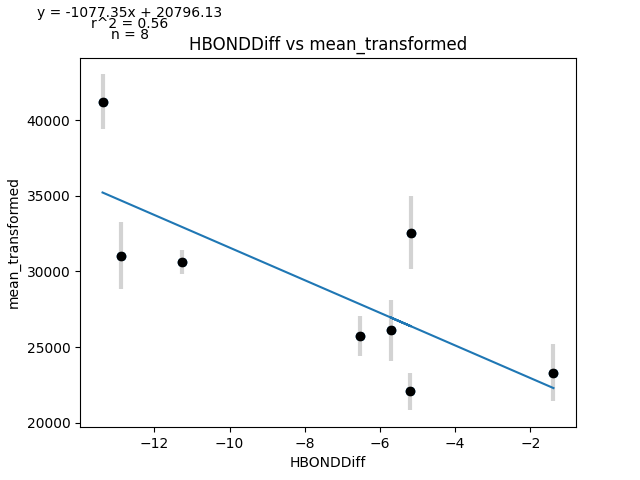 y = -1077.35x + 20796.13
r^2 = 0.56
n = 8
HBONDDiff vs mean_transformed
mean_transformed
40000
35000
30000
25000
20000
−12
−10
−8
−6
−4
−2
HBONDDiff